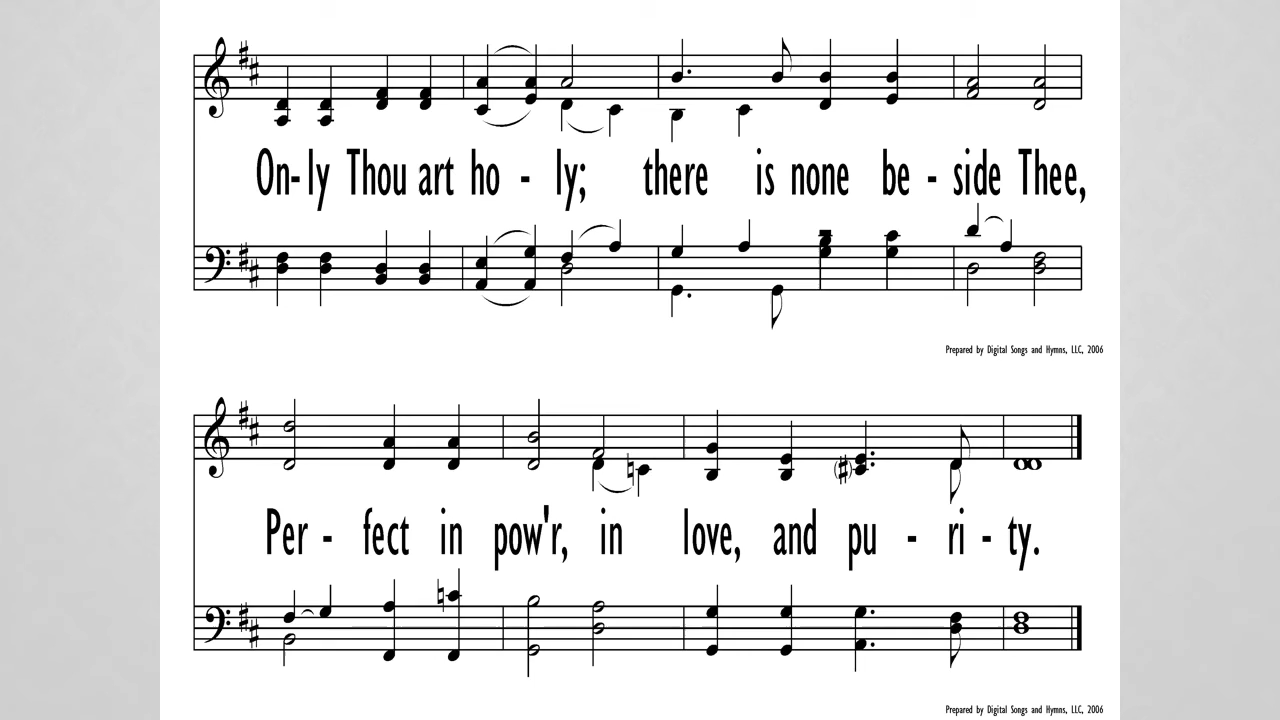 On-ly Thou art ho - ly; there is none be - side Thee,
Prepared by Digital Songs and Hymns, LLC, 2006
Per - fect in pow'r, in love, and pu - ri - ty.
Prepared by Digital Songs and Hymns, LLC, 2006